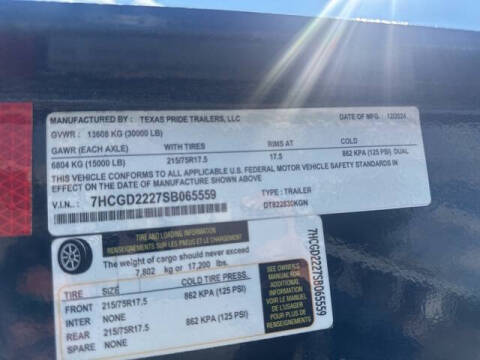 MANUFACTURED BY: TEXAS PRIDE TRAILERS, LLC DATE OF MFG. 12/2024
GVWR: 13608 KG (30000 LB)
GAWR (EACH AXLE) WITH TIRES RIMS AT COLD
6804 KG (15000 LB) 215/75R17.5 17.5 862 KPA (125 PSI) DUAL
THIS VEHICLE CONFORMS TO ALL APPLICABLE U.S. FEDERAL MOTOR VEHICLE SAFETY STANDARDS IN
EFFECT ON THE DATE OF MANUFACTURE SHOWN ABOVE
V.I.N.: 7HCGD2227SB065559 TYPE: TRAILER
DT822630KGN
TIRE AND LOADING INFORMATION
RENSEIGNEMENTS SUR LES PNEUS ET LE CHARGEMENT
The weight of cargo should never exceed
7,802 kg or 17,200 lbs.
TIRE SIZE COLD TIRE PRESS.
FRONT 215/75R17.5 862 KPA (125 PSI)
INTER NONE
REAR 215/75R17.5 862 KPA (125 PSI)
SPARE NONE
SEE OWNER'S
MANUAL FOR
ADDITIONAL
INFORMATION
VOIR LE MANUEL
DE L'USAGER
POUR PLUS DE
RENSEIGNEMENTS
7HCGD2227SB065559